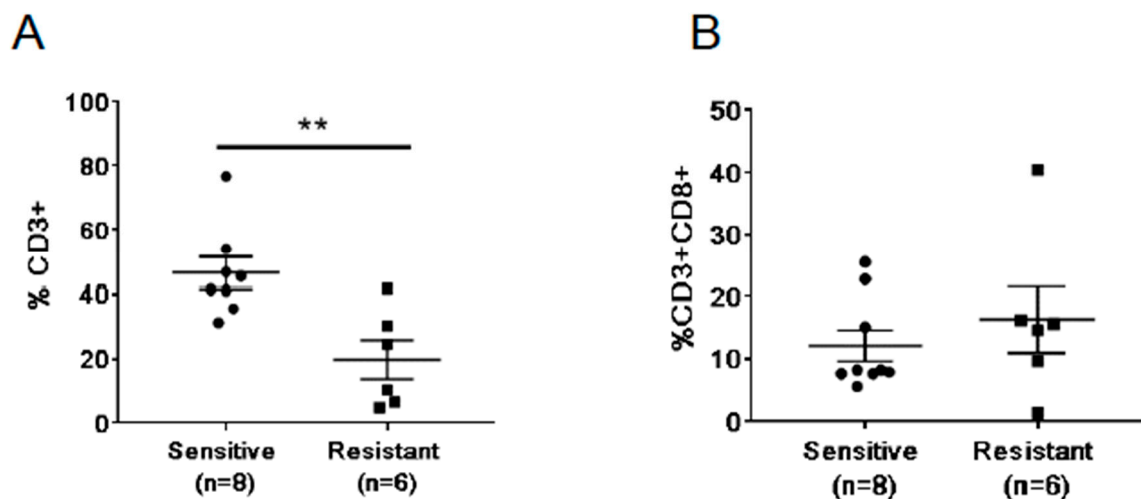 A
B
% CD3+
100
80
60
40
20
0
**
Sensitive
(n=8)
Resistant
(n=6)
%CD3+CD8+
50
40
30
20
10
0
Sensitive
(n=8)
Resistant
(n=6)